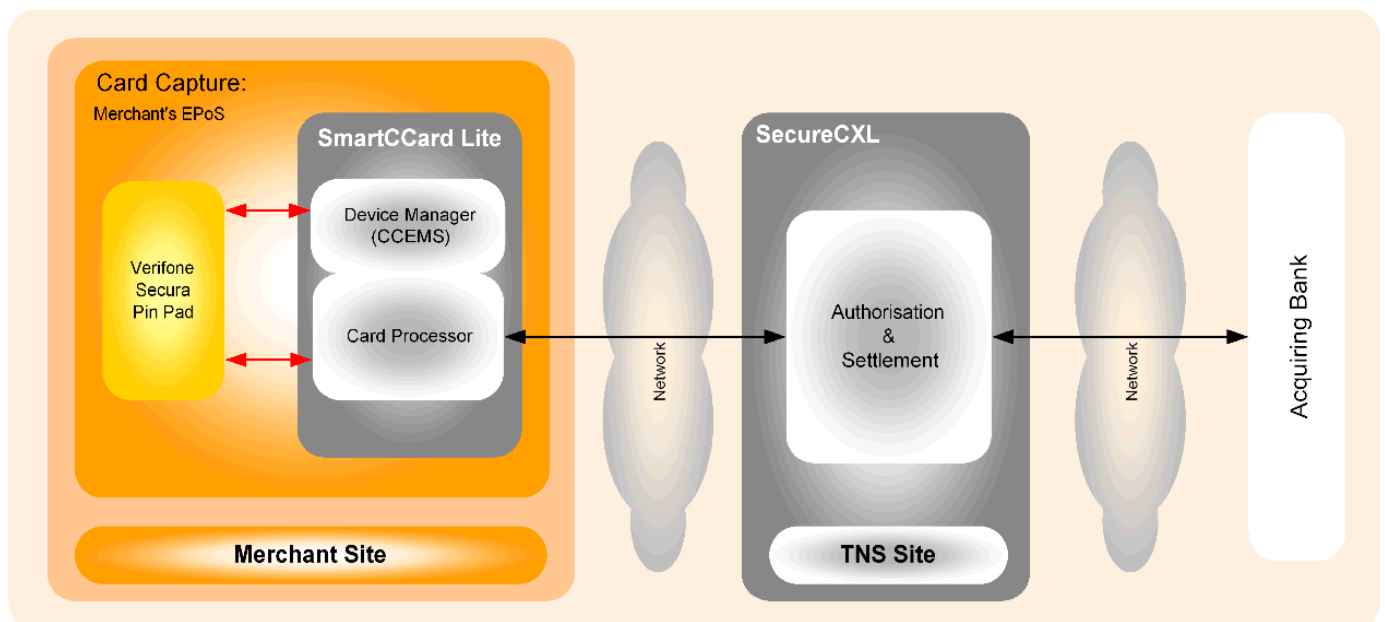 Card Capture:
Merchant's EPoS
SmartCCard Lite
Verifone
Secura
Pin Pad
Device Manager
(CCEMS)
Card Processor
Merchant Site
Network
SecureCXL
Authorisation
&
Settlement
TNS Site
Network
Acquiring Bank